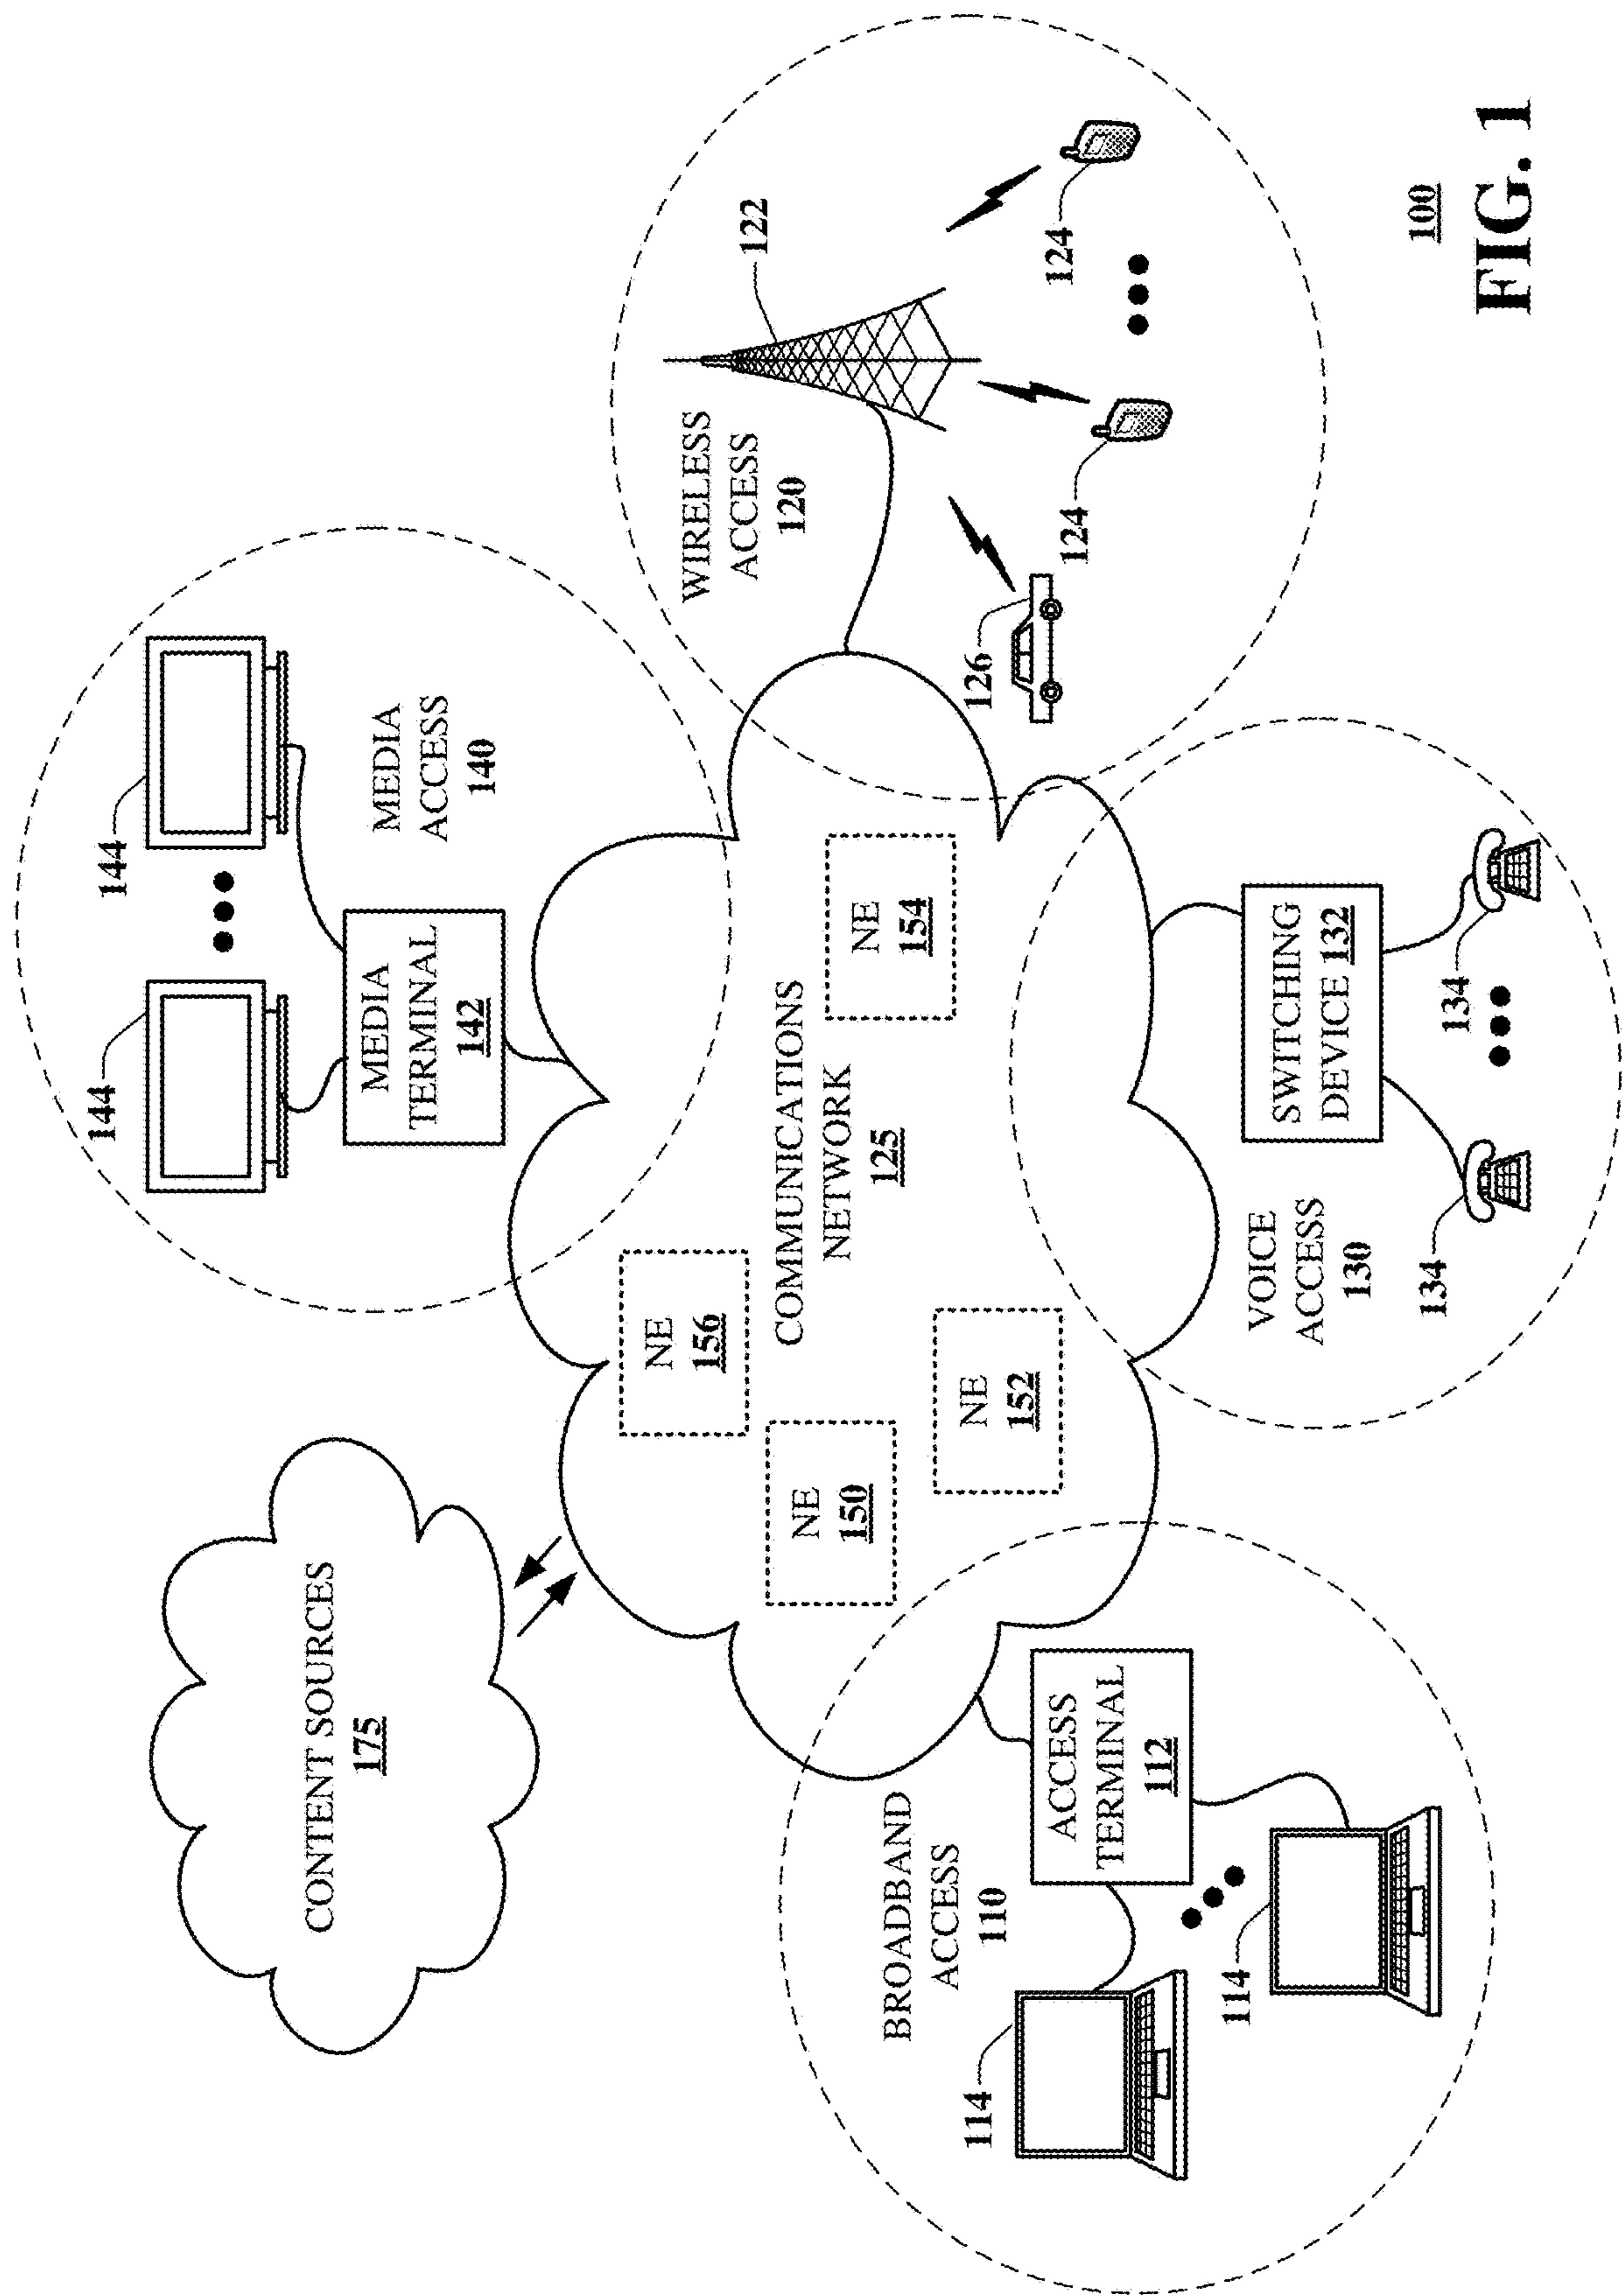 CONTENT SOURCES
175
144
144
MEDIA
TERMINAL
142
MEDIA
ACCESS
140
NE
156
NE
150
NE
152
NE
154
COMMUNICATIONS
NETWORK
125
WIRELESS
ACCESS
120
122
124
124
126
BROADBAND
ACCESS
110
ACCESS
TERMINAL
112
114
114
VOICE
ACCESS
130
SWITCHING
DEVICE 132
134
134
100
FIG. 1